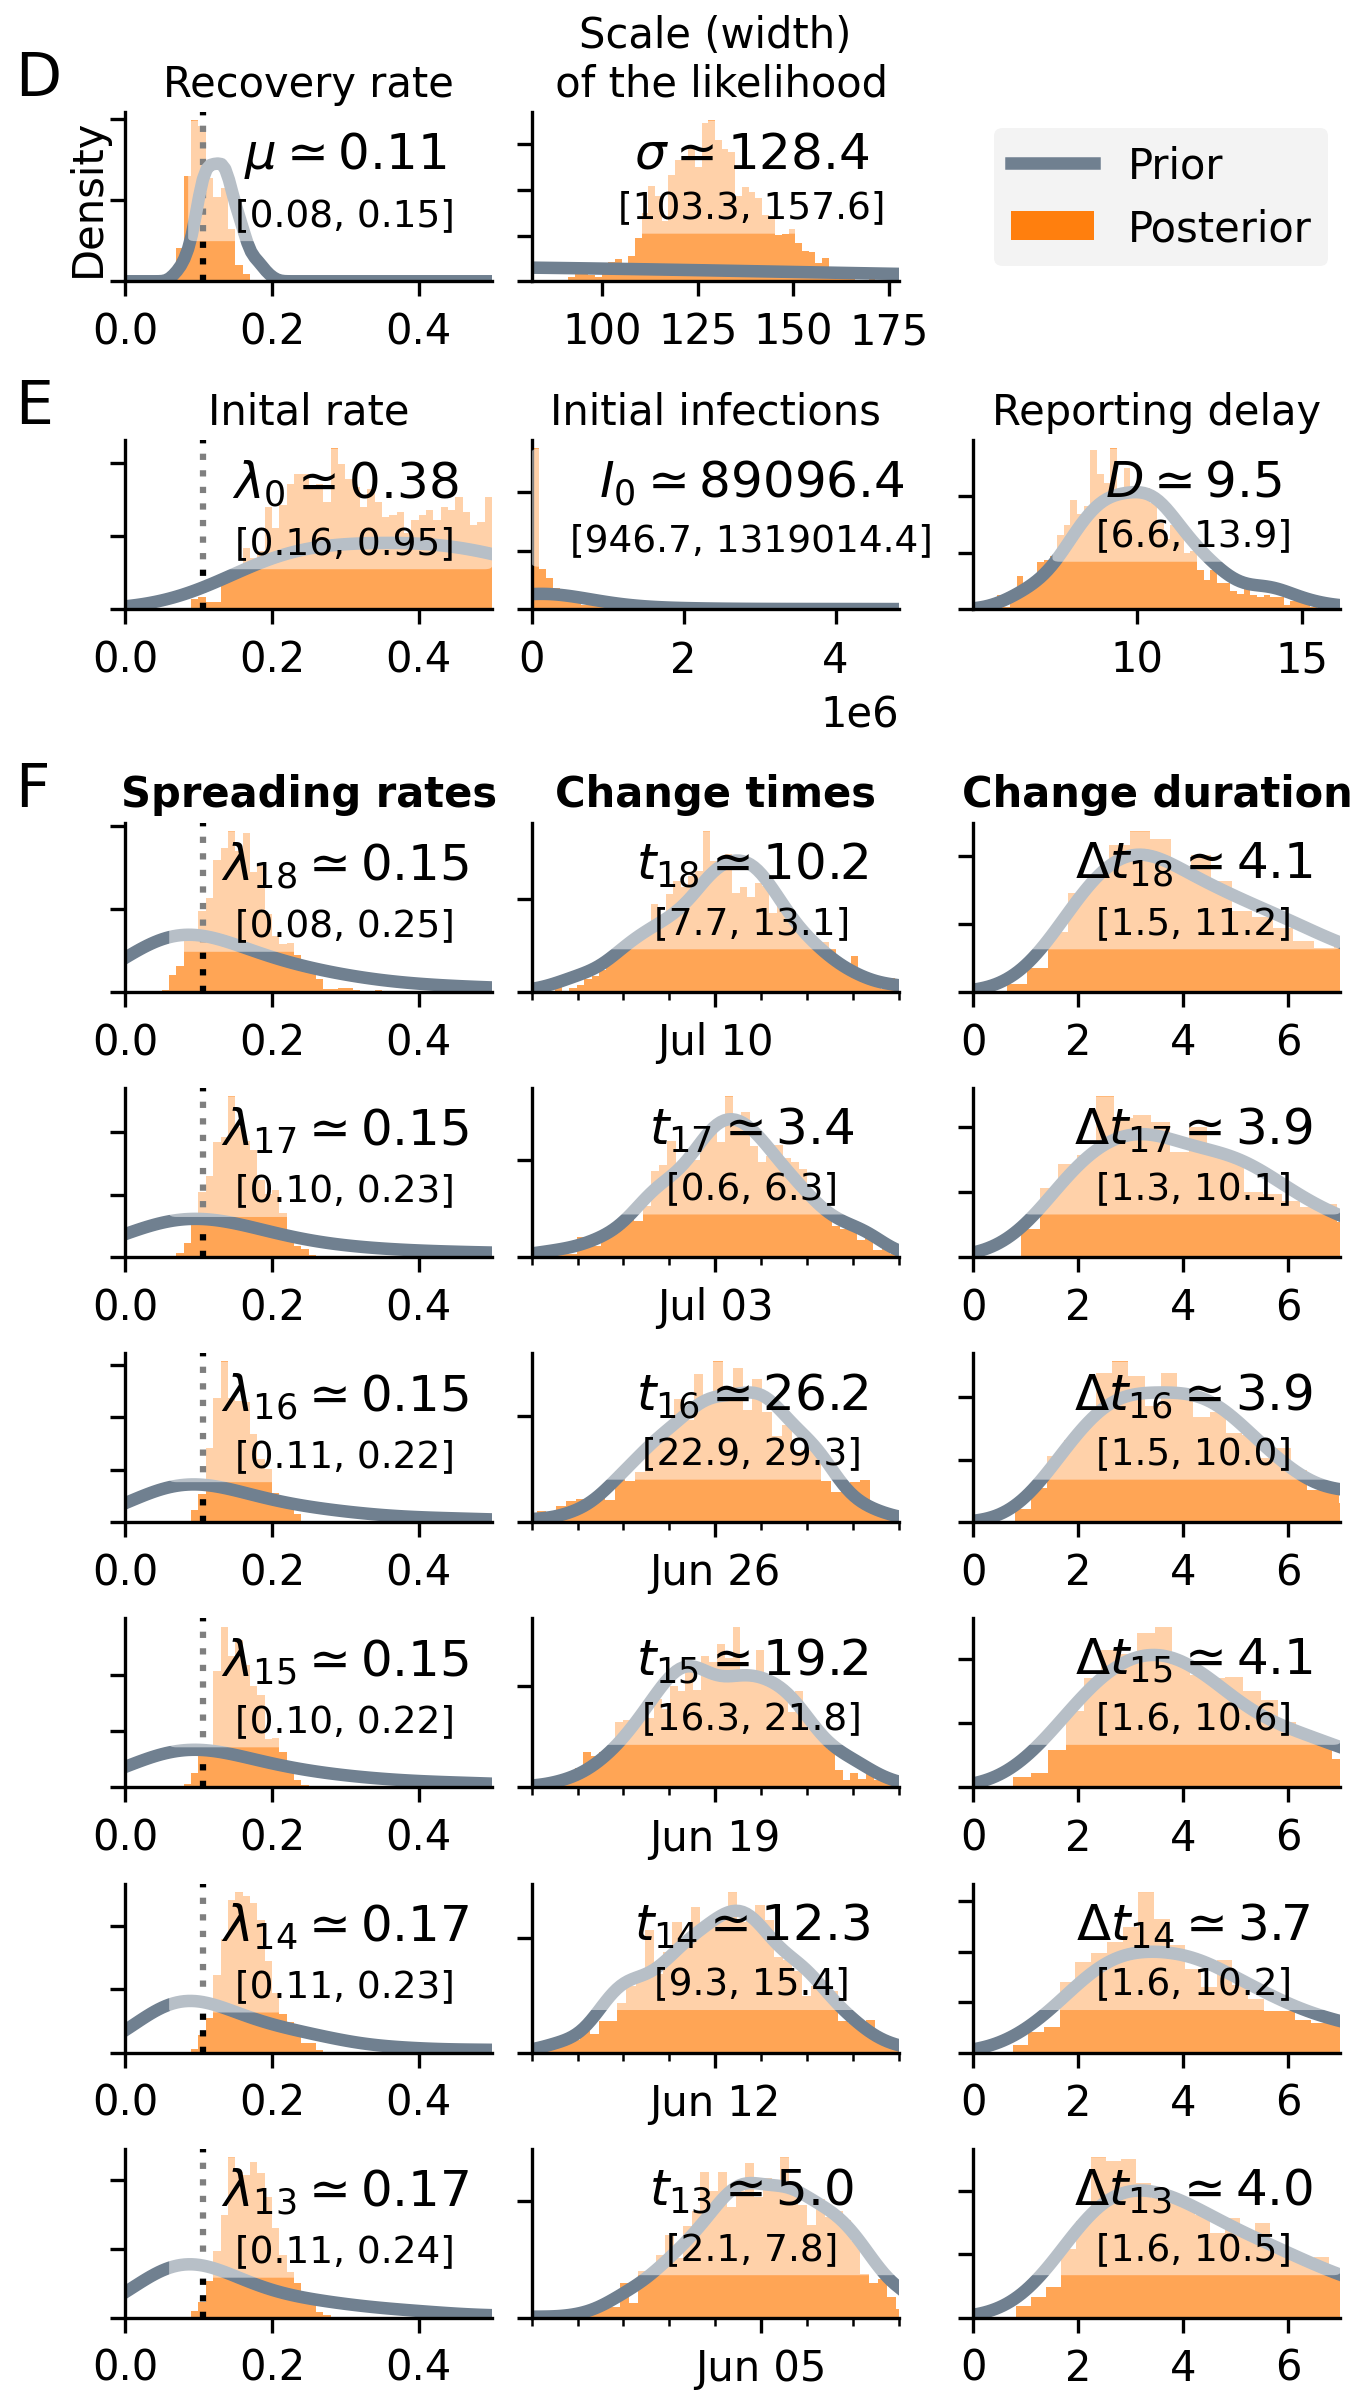 D
Recovery rate
Scale (width)
of the likelihood
Density
μ ≃ 0.11
[0.08, 0.15]
0.0 0.2 0.4
σ ≃ 128.4
[103.3, 157.6]
100 125 150 175
Prior
Posterior
E
Inital rate
λ0 ≃ 0.38
[0.16, 0.95]
0.0 0.2 0.4
Initial infections
I0 ≃ 89096.4
[946.7, 1319014.4]
0 2 4
1e6
Reporting delay
D ≃ 9.5
[6.6, 13.9]
10 15
F
Spreading rates
Change times
Change duration
λ18 ≃ 0.15
[0.08, 0.25]
0.0 0.2 0.4
t18 ≃ 10.2
[7.7, 13.1]
Jul 10
Δt18 ≃ 4.1
[1.5, 11.2]
0 2 4 6
λ17 ≃ 0.15
[0.10, 0.23]
0.0 0.2 0.4
t17 ≃ 3.4
[0.6, 6.3]
Jul 03
Δt17 ≃ 3.9
[1.3, 10.1]
0 2 4 6
λ16 ≃ 0.15
[0.11, 0.22]
0.0 0.2 0.4
t16 ≃ 26.2
[22.9, 29.3]
Jun 26
Δt16 ≃ 3.9
[1.5, 10.0]
0 2 4 6
λ15 ≃ 0.15
[0.10, 0.22]
0.0 0.2 0.4
t15 ≃ 19.2
[16.3, 21.8]
Jun 19
Δt15 ≃ 4.1
[1.6, 10.6]
0 2 4 6
λ14 ≃ 0.17
[0.11, 0.23]
0.0 0.2 0.4
t14 ≃ 12.3
[9.3, 15.4]
Jun 12
Δt14 ≃ 3.7
[1.6, 10.2]
0 2 4 6
λ13 ≃ 0.17
[0.11, 0.24]
0.0 0.2 0.4
t13 ≃ 5.0
[2.1, 7.8]
Jun 05
Δt13 ≃ 4.0
[1.6, 10.5]
0 2 4 6